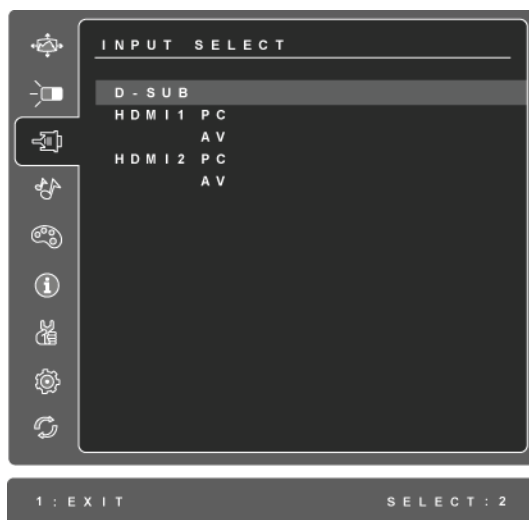 INPUT SELECT
D-SUB
HDMI1 PC
AV
HDMI2 PC
AV
1:EXIT SELECT:2